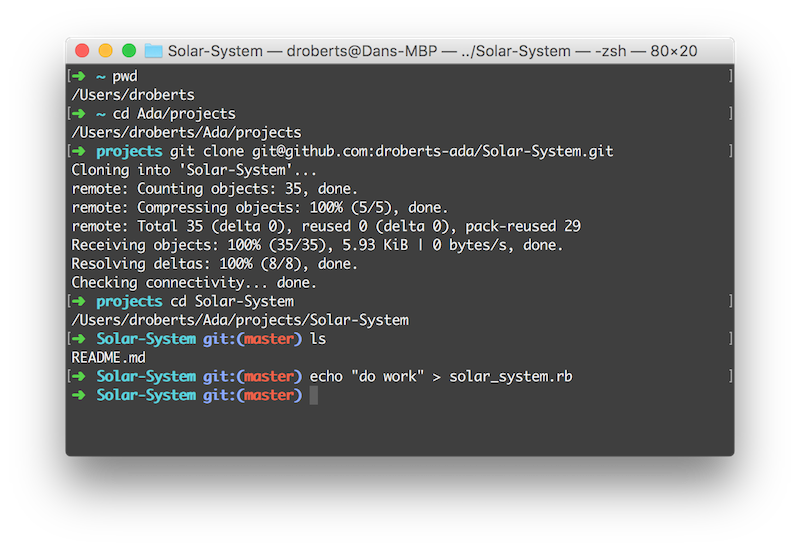 Solar-System — droberts@Dans-MBP — ../Solar-System — -zsh — 80×20
[➜ ~ pwd ]
/Users/droberts
[➜ ~ cd Ada/projects ]
/Users/droberts/Ada/projects
[➜ projects git clone git@github.com:droberts-ada/Solar-System.git ]
Cloning into 'Solar-System'...
remote: Counting objects: 35, done.
remote: Compressing objects: 100% (5/5), done.
remote: Total 35 (delta 0), reused 0 (delta 0), pack-reused 29
Receiving objects: 100% (35/35), 5.93 KiB | 0 bytes/s, done.
Resolving deltas: 100% (8/8), done.
Checking connectivity... done.
[➜ projects cd Solar-System ]
/Users/droberts/Ada/projects/Solar-System
[➜ Solar-System git:(master) ls ]
README.md
[➜ Solar-System git:(master) echo "do work" > solar_system.rb ]
➜ Solar-System git:(master)